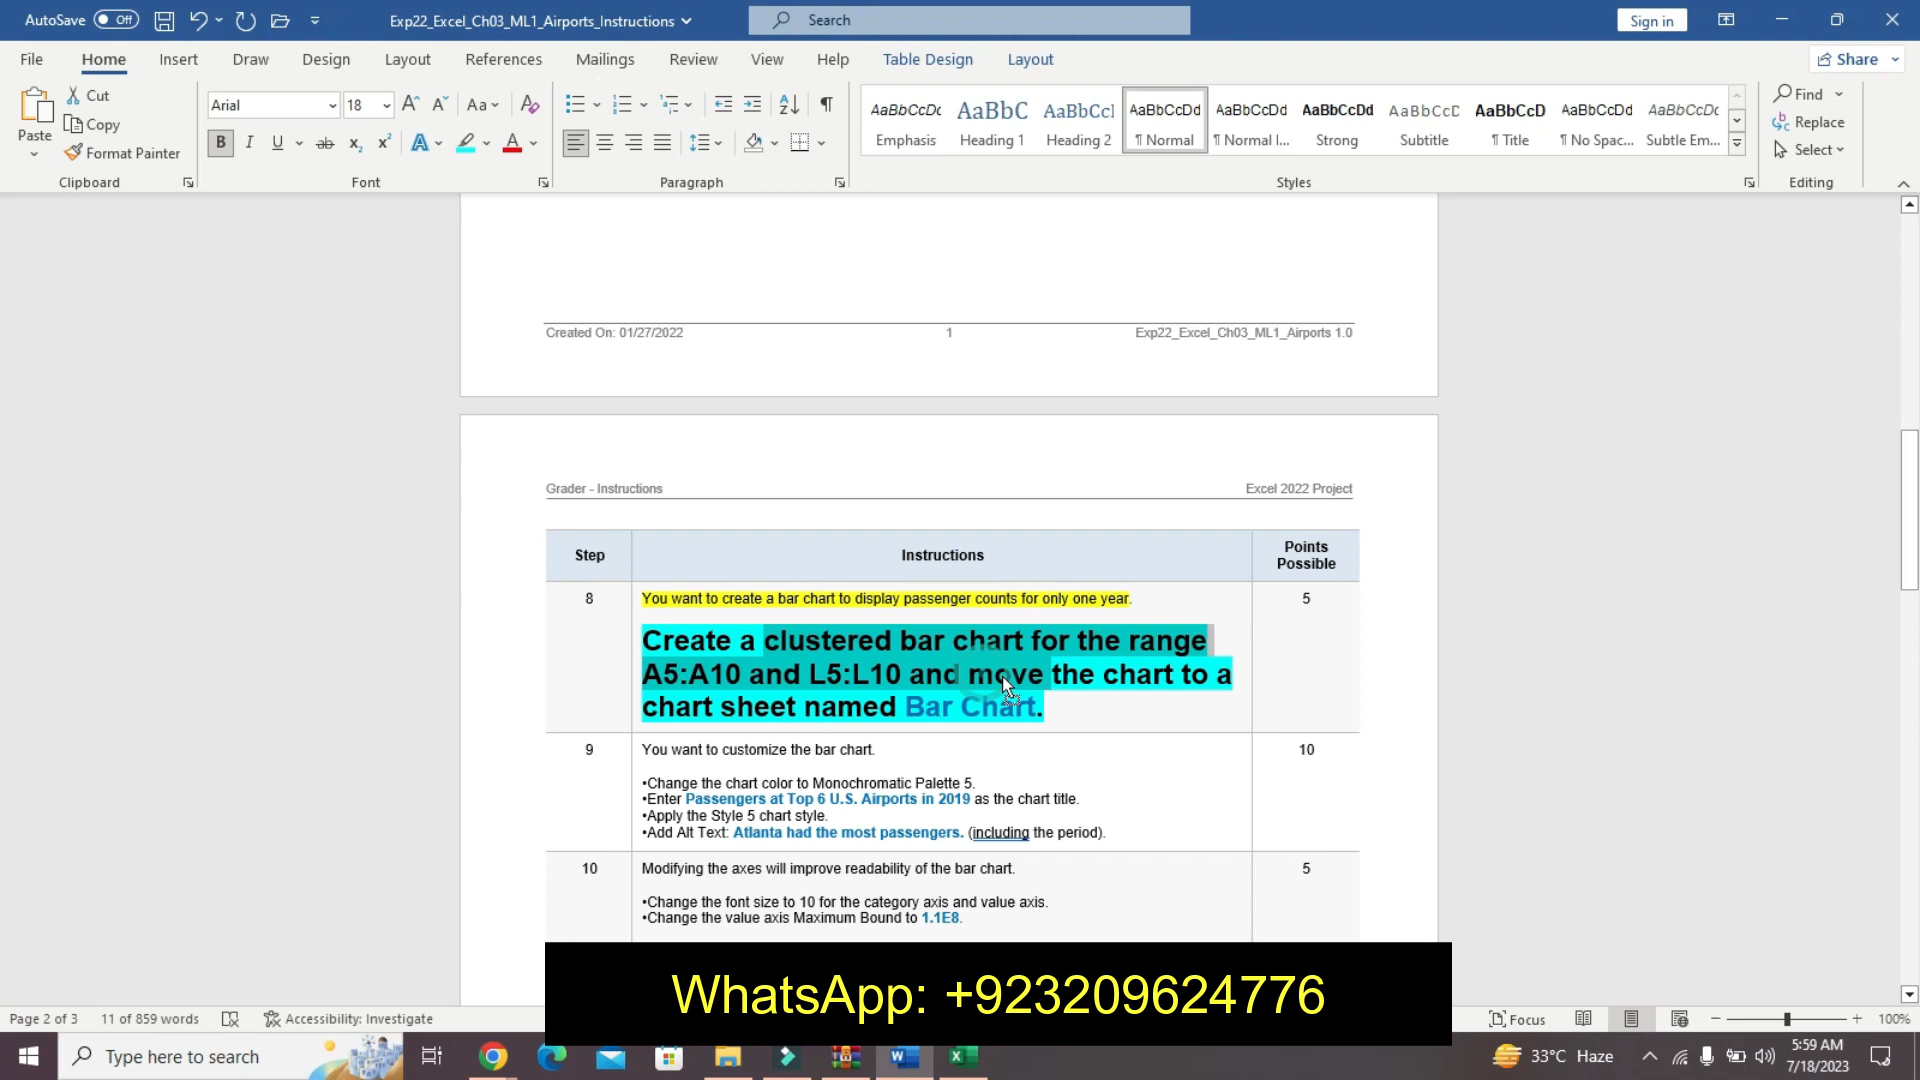 AutoSave Off Exp22_Excel_Ch03_ML1_Airports_Instructions Search Sign in
File Home Insert Draw Design Layout References Mailings Review View Help Table Design Layout Share
Paste Cut Copy Format Painter
Arial 18
AaBbCcDc AaBbC AaBbCcI AaBbCcDd AaBbCcDd AaBbCcDd AaBbCcD AaBbCcD AaBbCcDd AaBbCcDc
Emphasis Heading 1 Heading 2 ¶ Normal ¶ Normal I... Strong Subtitle ¶ Title ¶ No Spac... Subtle Em...
Find
Replace
Select
Clipboard Font Paragraph Styles Editing
Created On: 01/27/2022 1 Exp22_Excel_Ch03_ML1_Airports 1.0
Grader - Instructions Excel 2022 Project
Step Instructions Points Possible
8 You want to create a bar chart to display passenger counts for only one year. 5
Create a clustered bar chart for the range
A5:A10 and L5:L10 and move the chart to a
chart sheet named Bar Chart.
9 You want to customize the bar chart. 10
•Change the chart color to Monochromatic Palette 5.
•Enter Passengers at Top 6 U.S. Airports in 2019 as the chart title.
•Apply the Style 5 chart style.
•Add Alt Text: Atlanta had the most passengers. (including the period).
10 Modifying the axes will improve readability of the bar chart. 5
•Change the font size to 10 for the category axis and value axis.
•Change the value axis Maximum Bound to 1.1E8.
WhatsApp: +923209624776
Page 2 of 3 11 of 859 words Accessibility: Investigate Focus 100%
Type here to search 33°C Haze 5:59 AM
7/18/2023